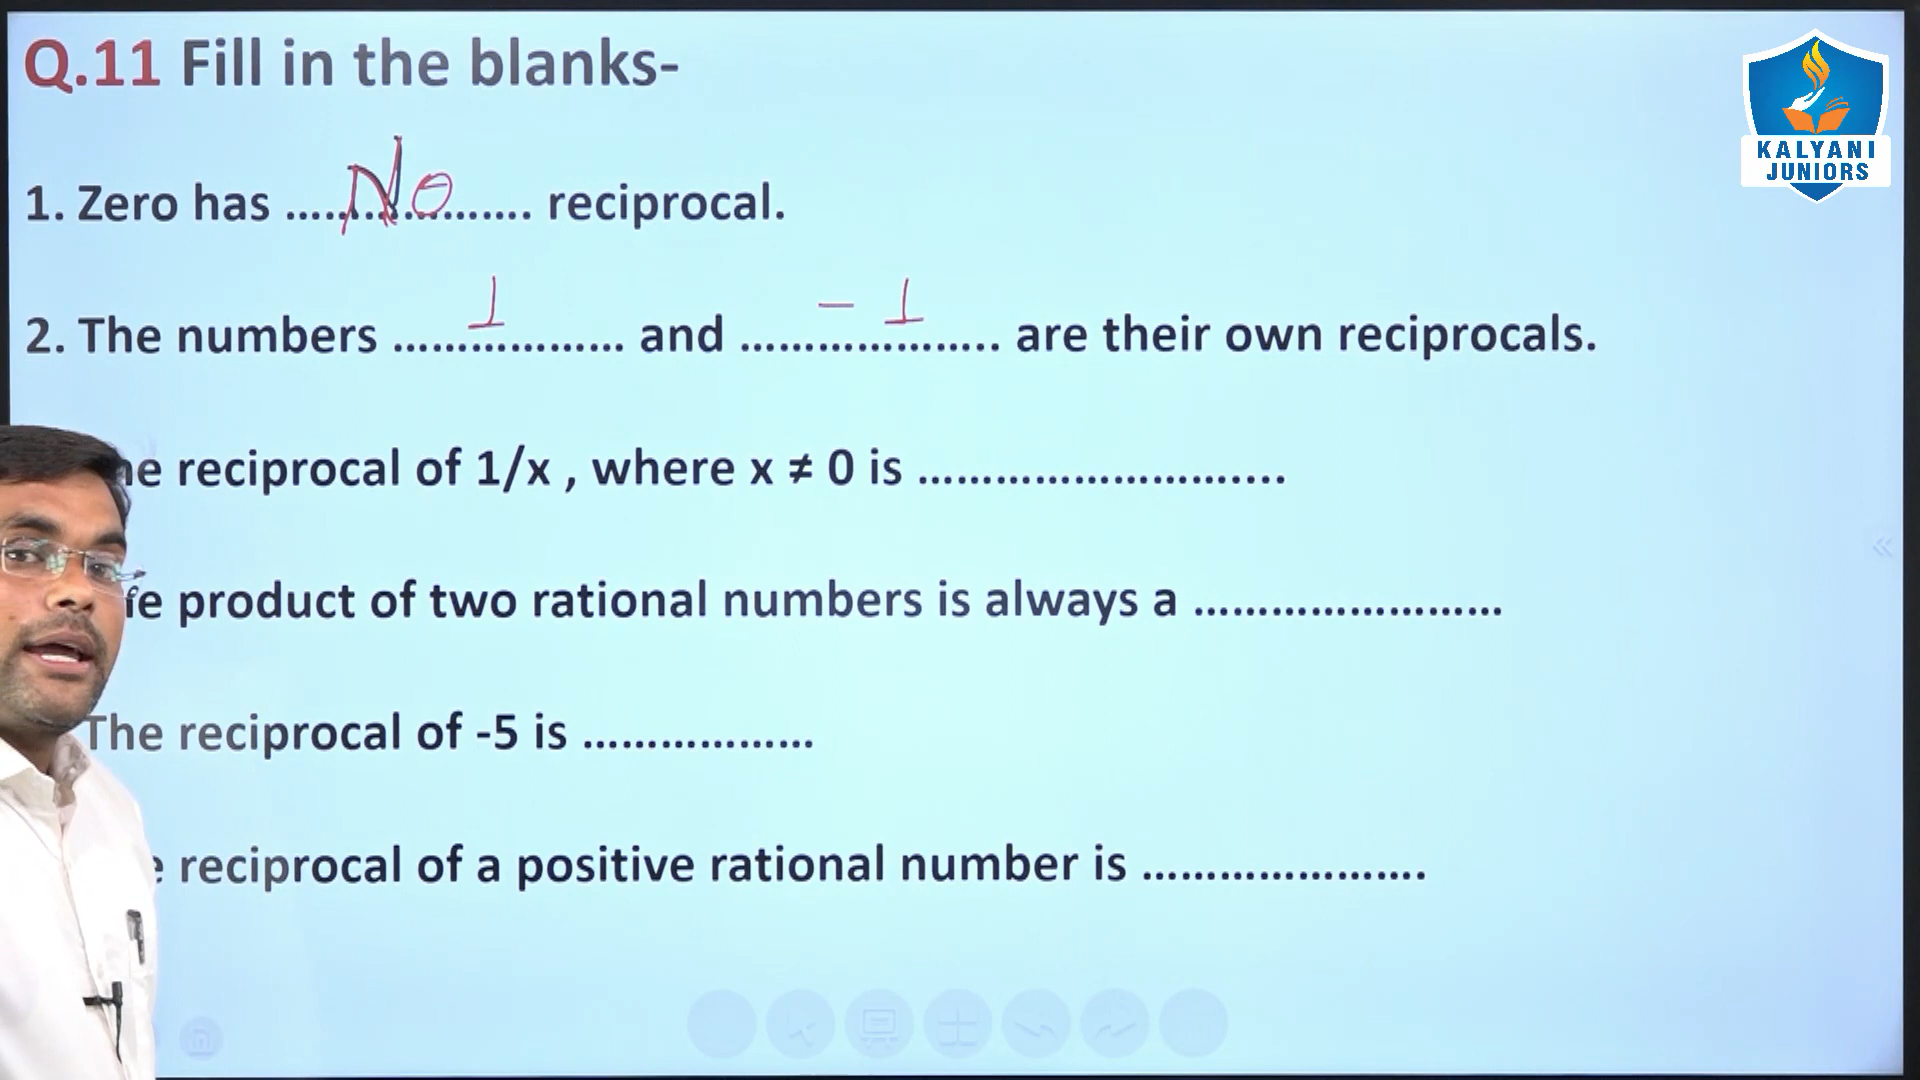 Q.11 Fill in the blanks-
KALYANI
JUNIORS
1. Zero has .......No.......... reciprocal.
2. The numbers .......1.......... and ........-1.......... are their own reciprocals.
reciprocal of 1/x , where x ≠ 0 is ............................
product of two rational numbers is always a ........................
The reciprocal of -5 is ..................
reciprocal of a positive rational number is ......................